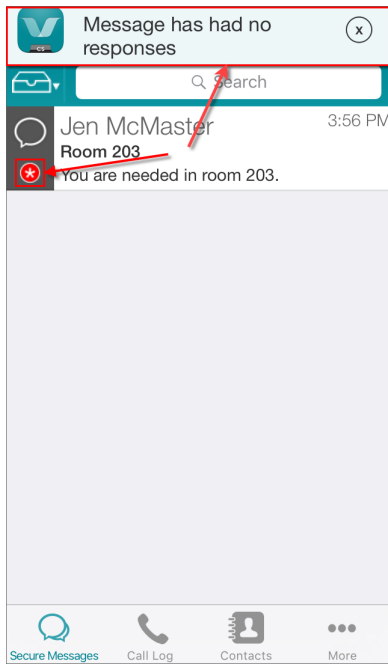 Message has had no
responses
CS
x
Search
Jen McMaster
3:56 PM
Room 203
You are needed in room 203.
Secure Messages
Call Log
Contacts
More